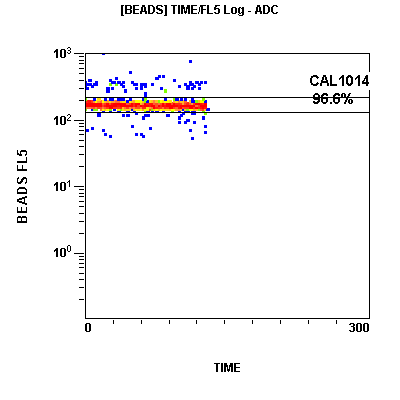 [BEADS] TIME/FL5 Log - ADC
10³
CAL1014
96.6%
10²
BEADS FL5
10¹
10⁰
0 300
TIME